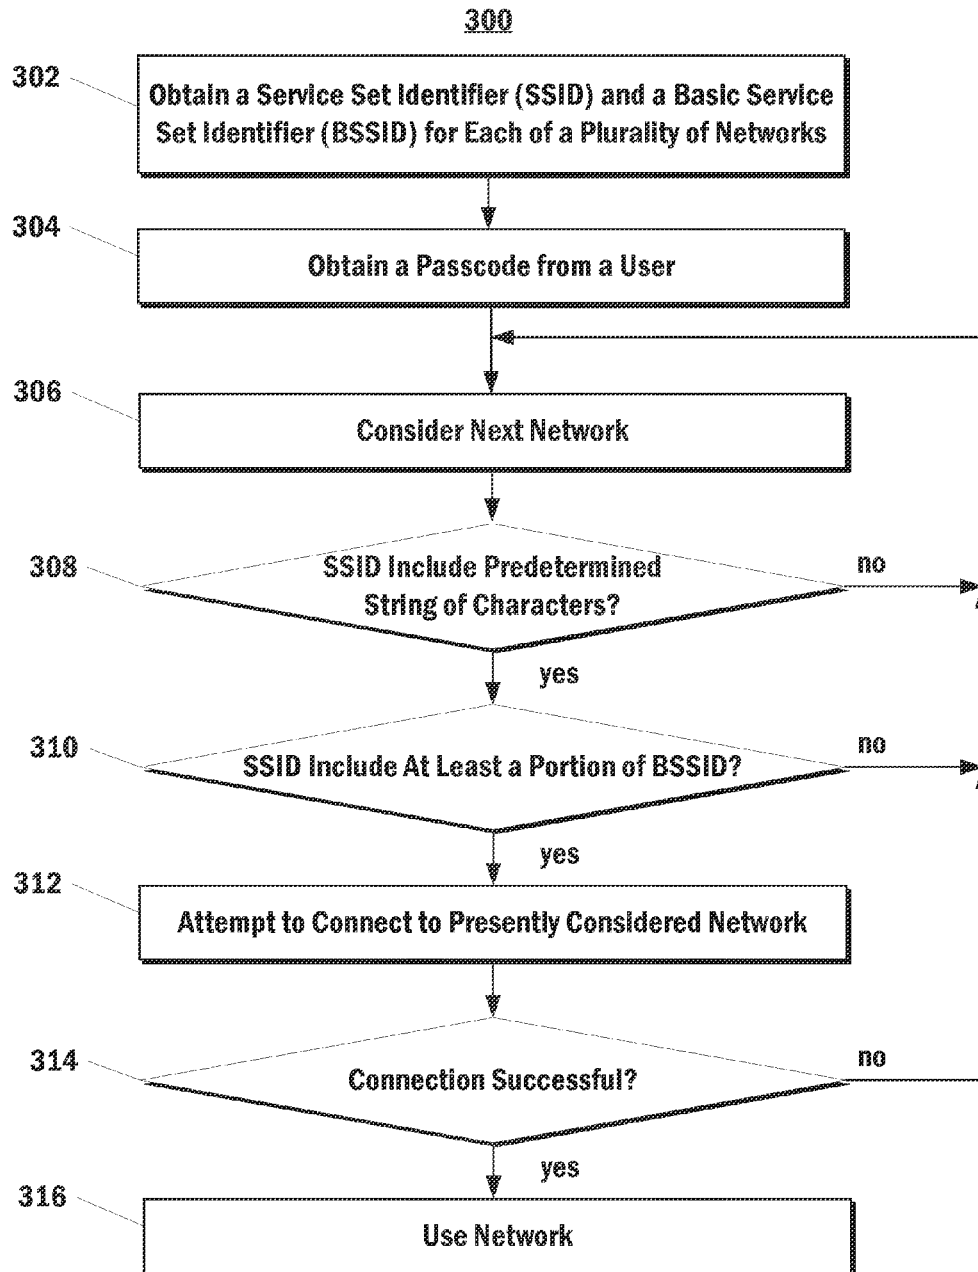 300
302
Obtain a Service Set Identifier (SSID) and a Basic Service
Set Identifier (BSSID) for Each of a Plurality of Networks
304
Obtain a Passcode from a User
306
Consider Next Network
308
SSID Include Predetermined
String of Characters?
no
yes
310
SSID Include At Least a Portion of BSSID?
no
yes
312
Attempt to Connect to Presently Considered Network
314
Connection Successful?
no
yes
316
Use Network